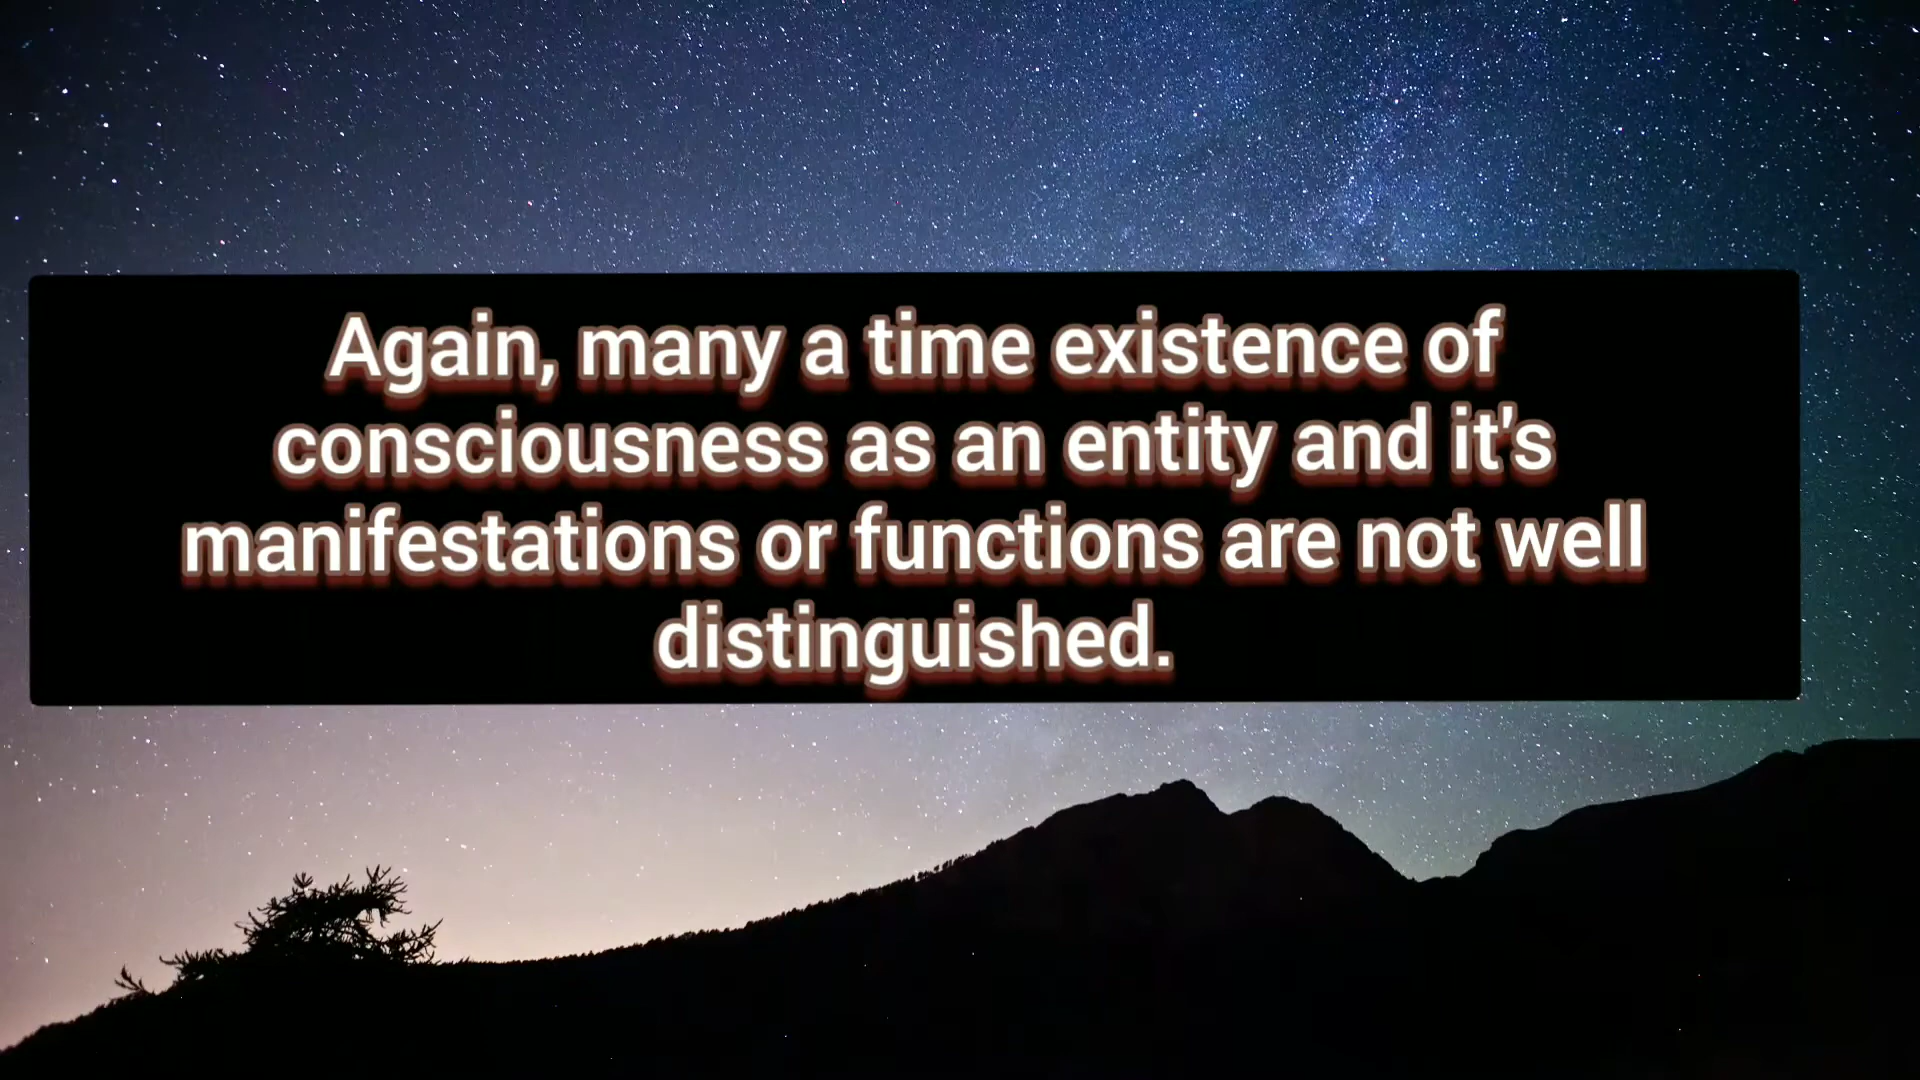 Again, many a time existence of
consciousness as an entity and it's
manifestations or functions are not well
distinguished.